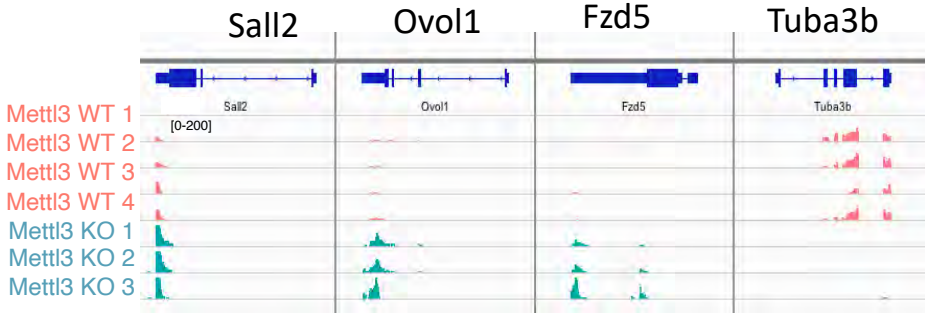 Sall2 Ovol1 Fzd5 Tuba3b
Sall2 Ovol1 Fzd5 Tuba3b
Mettl3 WT 1
[0-200]
Mettl3 WT 2
Mettl3 WT 3
Mettl3 WT 4
Mettl3 KO 1
Mettl3 KO 2
Mettl3 KO 3